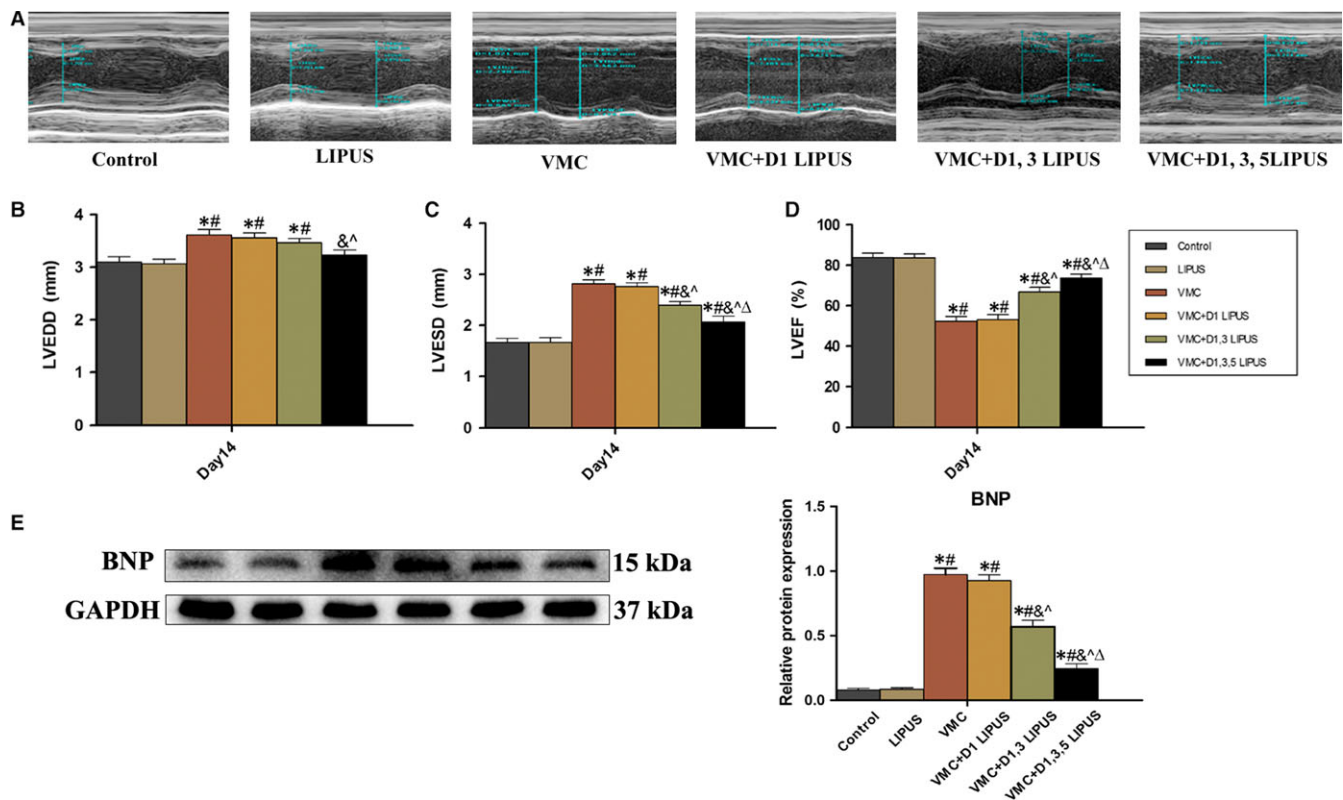 A
Control
LIPUS
VMC
VMC+D1 LIPUS
VMC+D1, 3 LIPUS
VMC+D1, 3, 5LIPUS
B
LVEDD (mm)
4
3
2
1
0
*#
*#
*#
&^
Day14
C
LVESD (mm)
4
3
2
1
0
*#
*#
*#&^
*#&^Δ
Day14
D
LVEF (%)
100
80
60
40
20
0
*#
*#
*#&^
*#&^Δ
Day14
Control
LIPUS
VMC
VMC+D1 LIPUS
VMC+D1,3 LIPUS
VMC+D1,3,5 LIPUS
E
BNP
15 kDa
GAPDH
37 kDa
BNP
Relative protein expression
1.5
1.0
0.5
0.0
*#
*#
*#&^
*#&^Δ
Control
LIPUS
VMC
VMC+D1 LIPUS
VMC+D1,3 LIPUS
VMC+D1,3,5 LIPUS